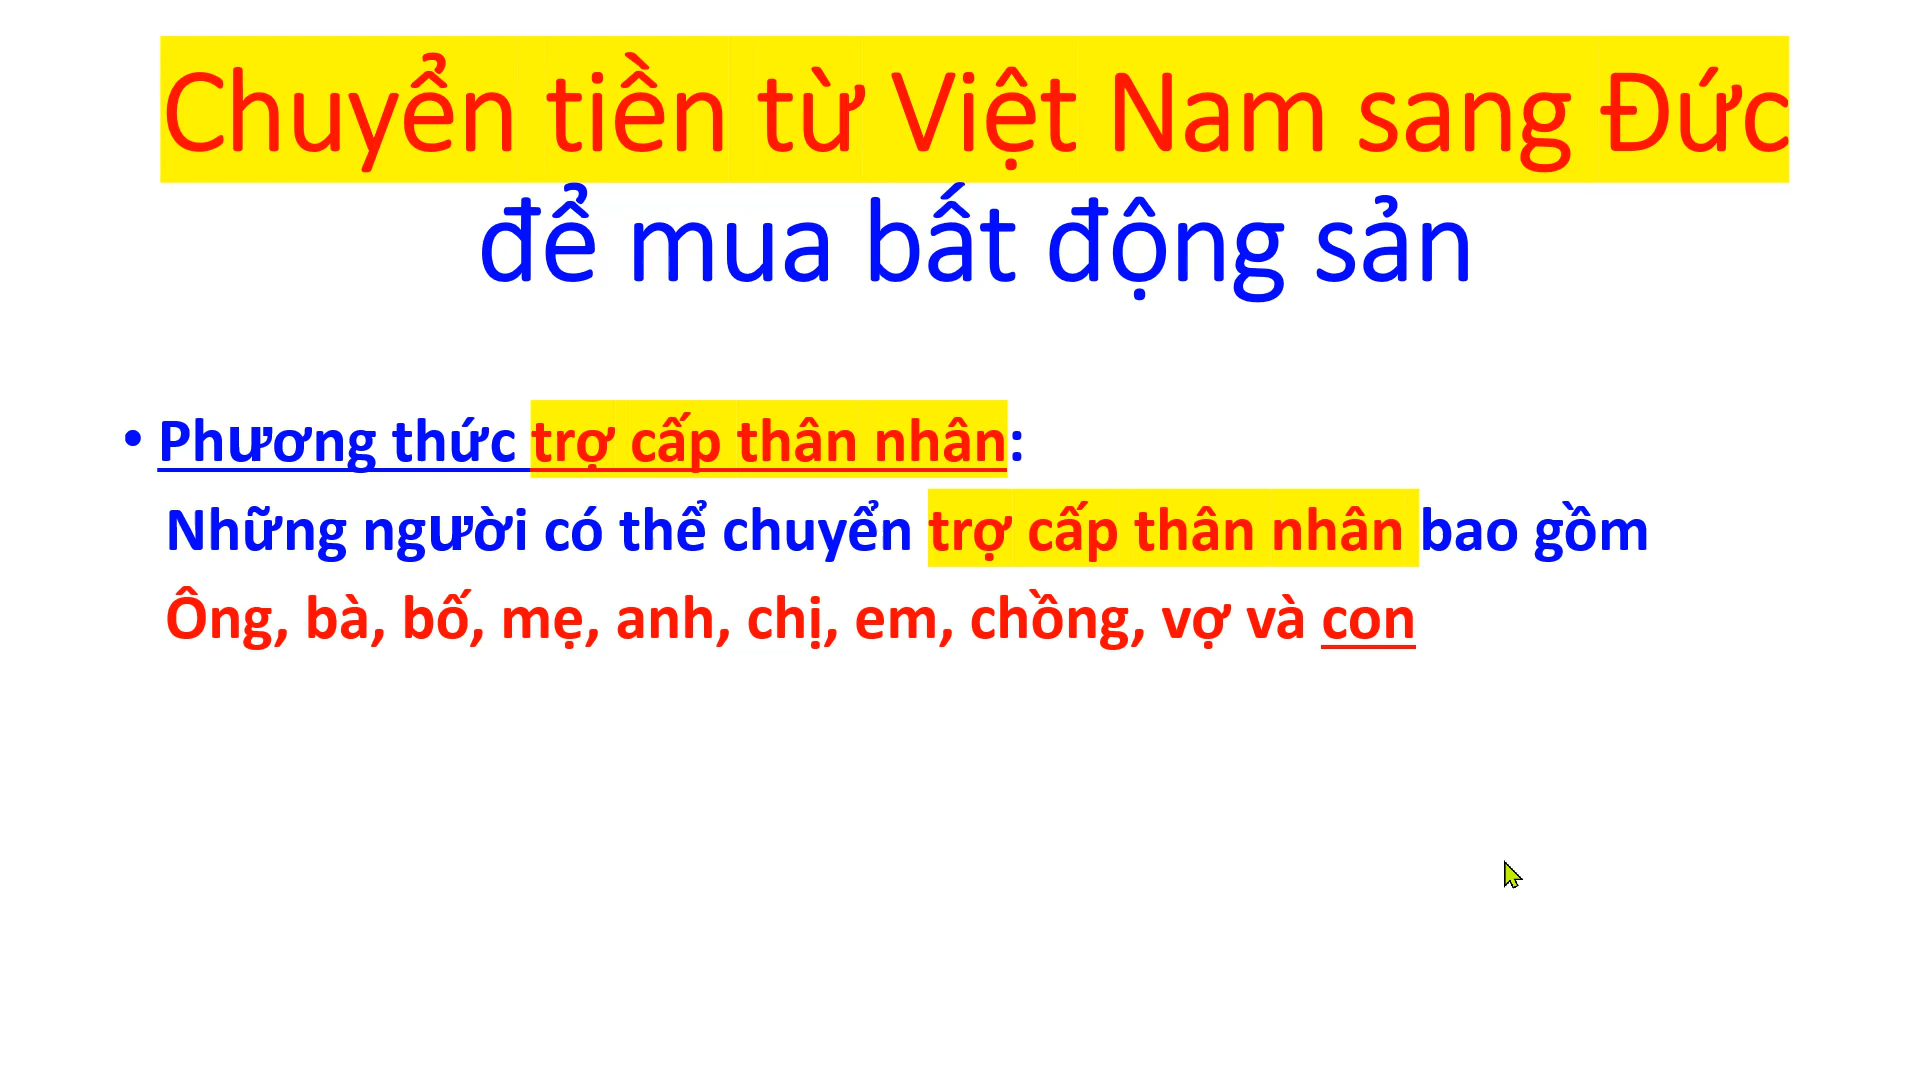 Chuyển tiền từ Việt Nam sang Đức
để mua bất động sản
• Phương thức trợ cấp thân nhân:
Những người có thể chuyển trợ cấp thân nhân bao gồm
Ông, bà, bố, mẹ, anh, chị, em, chồng, vợ và con